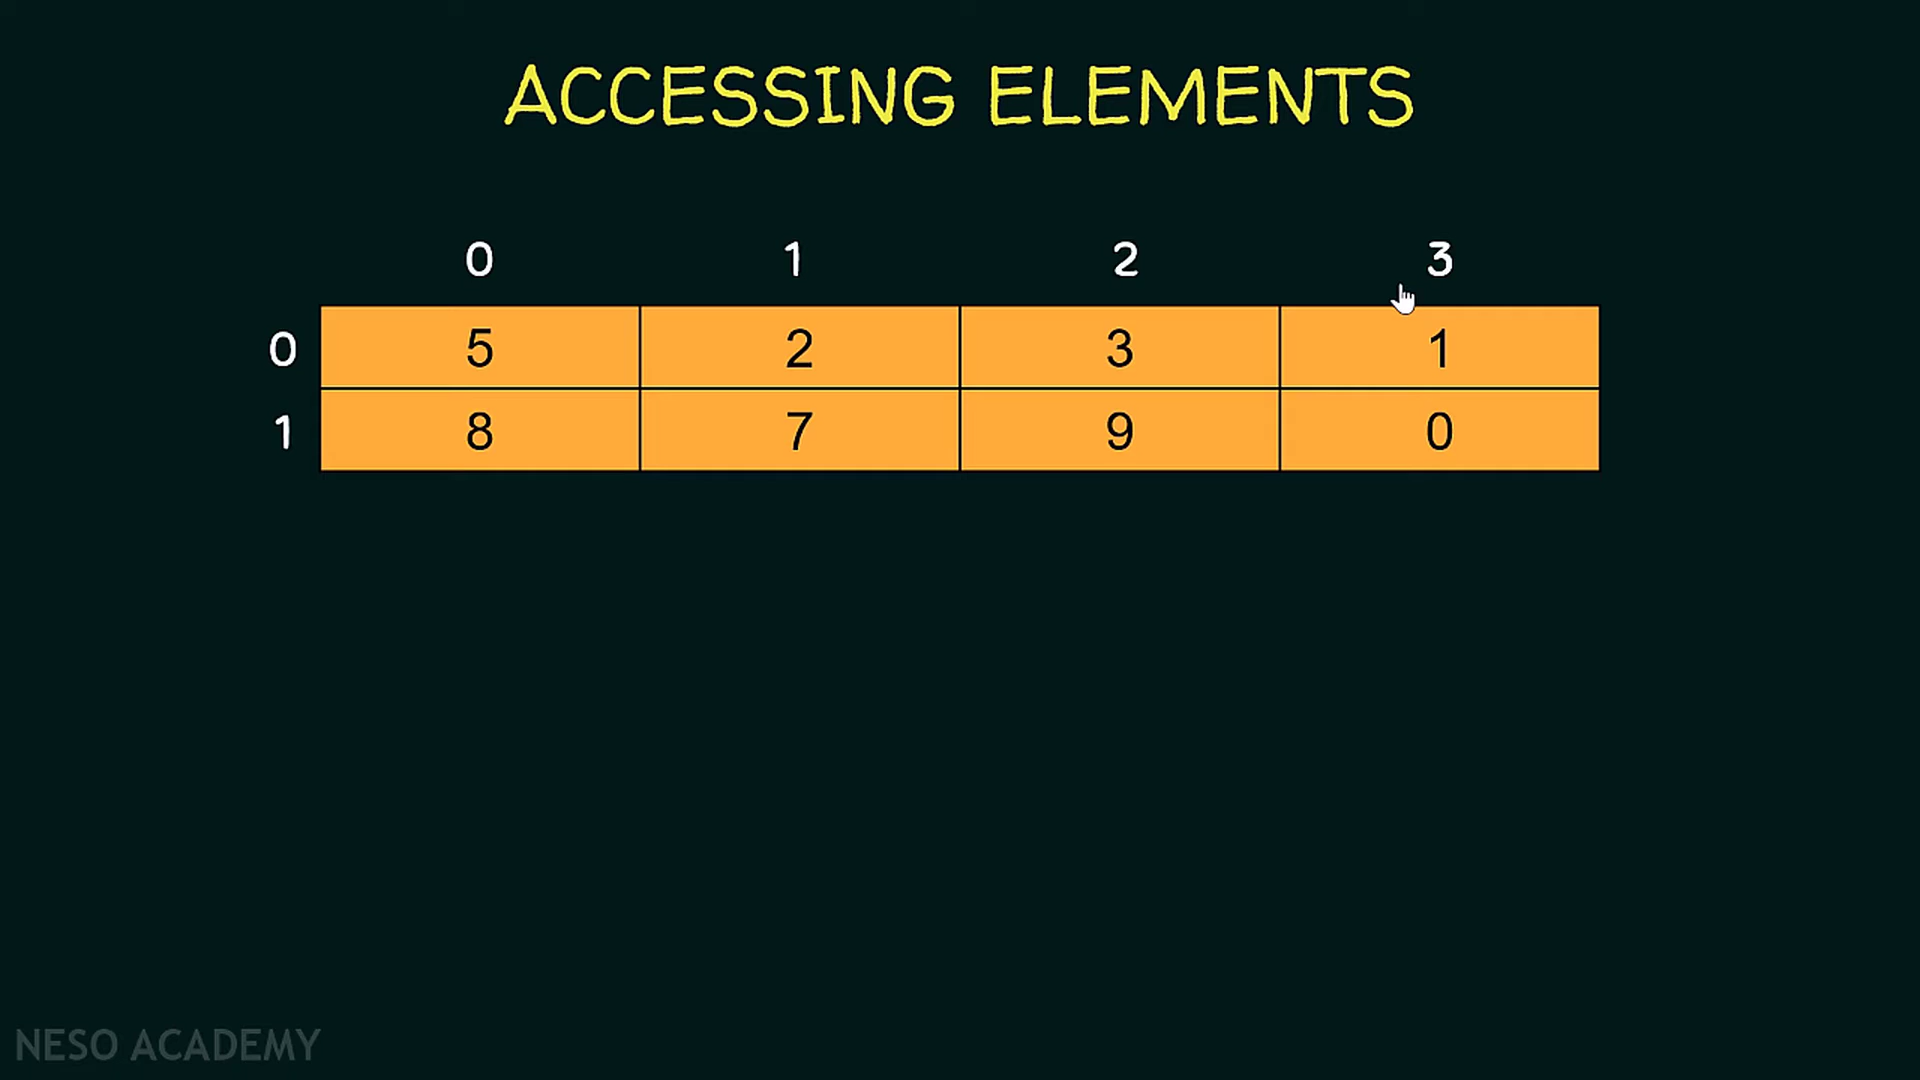 ACCESSING ELEMENTS
0 1 2 3
0 5 2 3 1
1 8 7 9 0
NESO ACADEMY